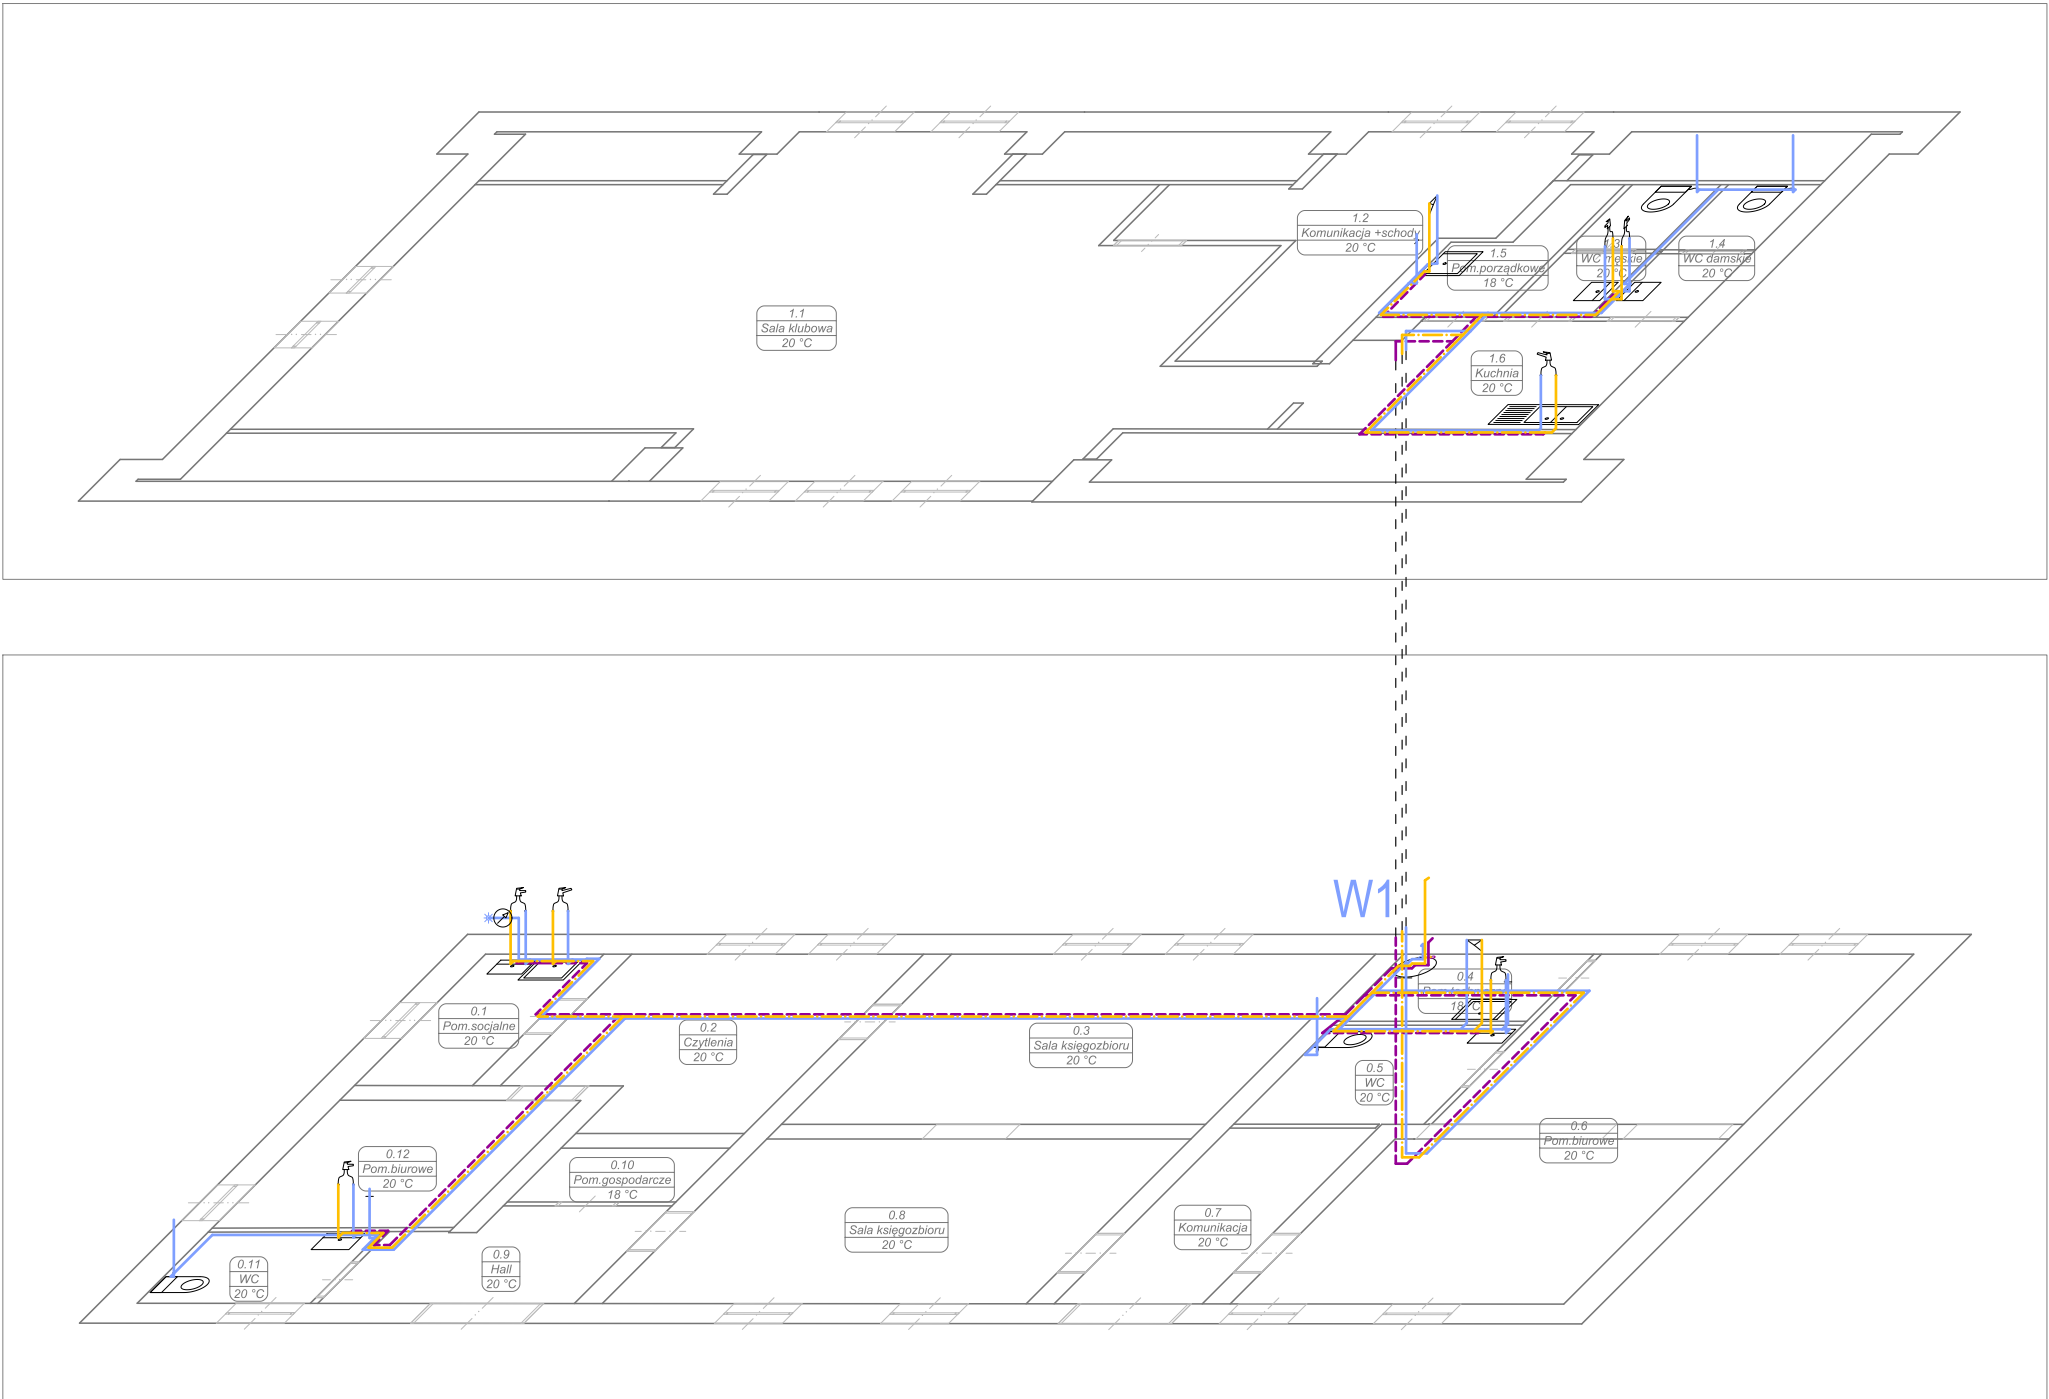 1.2
Komunikacja +schody
20 °C
1.5
Pom.porządkowe
18 °C
1.3
WC męskie
20 °C
1.4
WC damskie
20 °C
1.1
Sala klubowa
20 °C
1.6
Kuchnia
20 °C
W1
0.4
18 °C
0.1
Pom.socjalne
20 °C
0.2
Czytlenia
20 °C
0.3
Sala księgozbioru
20 °C
0.5
WC
20 °C
0.6
Pom.biurowe
20 °C
0.12
Pom.biurowe
20 °C
0.10
Pom.gospodarcze
18 °C
0.8
Sala księgozbioru
20 °C
0.7
Komunikacja
20 °C
0.9
Hall
20 °C
0.11
WC
20 °C